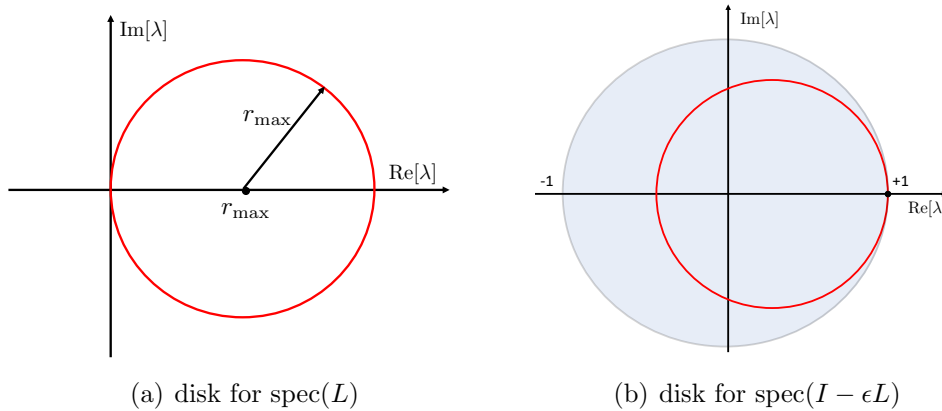 Im[λ]
r_max
Re[λ]
r_max
(a) disk for spec(L)
Im[λ]
-1
+1
Re[λ
(b) disk for spec(I − ϵL)